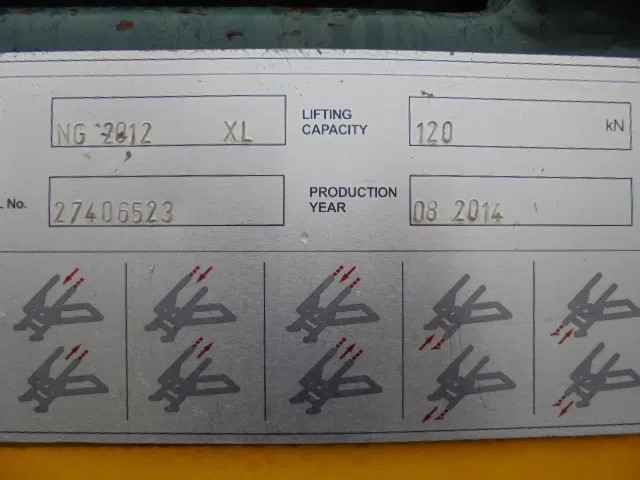 NG 2012 XL
LIFTING
CAPACITY
120 kN
L No.
27406523
PRODUCTION
YEAR
08 2014